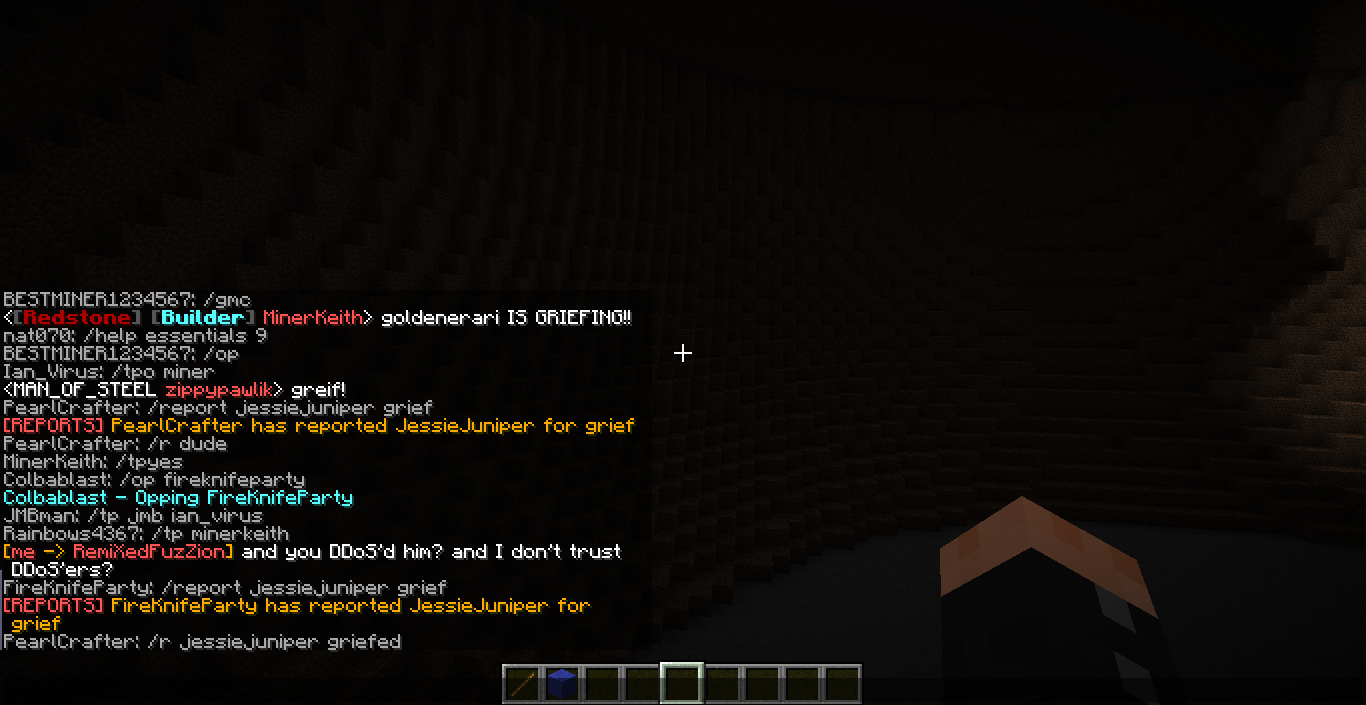 BESTMINER1234567: /gmc
<[Redstone] [Builder] MinerKeith> goldenerari IS GRIEFING!!
nat070: /help essentials 9
BESTMINER1234567: /op
Ian_Virus: /tpo miner
<MAN_OF_STEEL zippypawlik> greif!
PearlCrafter: /report jessiejuniper grief
[REPORTS] PearlCrafter has reported JessieJuniper for grief
PearlCrafter: /r dude
MinerKeith: /tpyes
Colbablast: /op fireknifeparty
Colbablast - Opping FireKnifeParty
JMBman: /tp jmb ian_virus
Rainbows4367: /tp minerkeith
[me -> RemiXedFuzZion] and you DDoS'd him? and I don't trust
DDoS'ers?
FireKnifeParty: /report jessiejuniper grief
[REPORTS] FireKnifeParty has reported JessieJuniper for
grief
PearlCrafter: /r jessiejuniper griefed